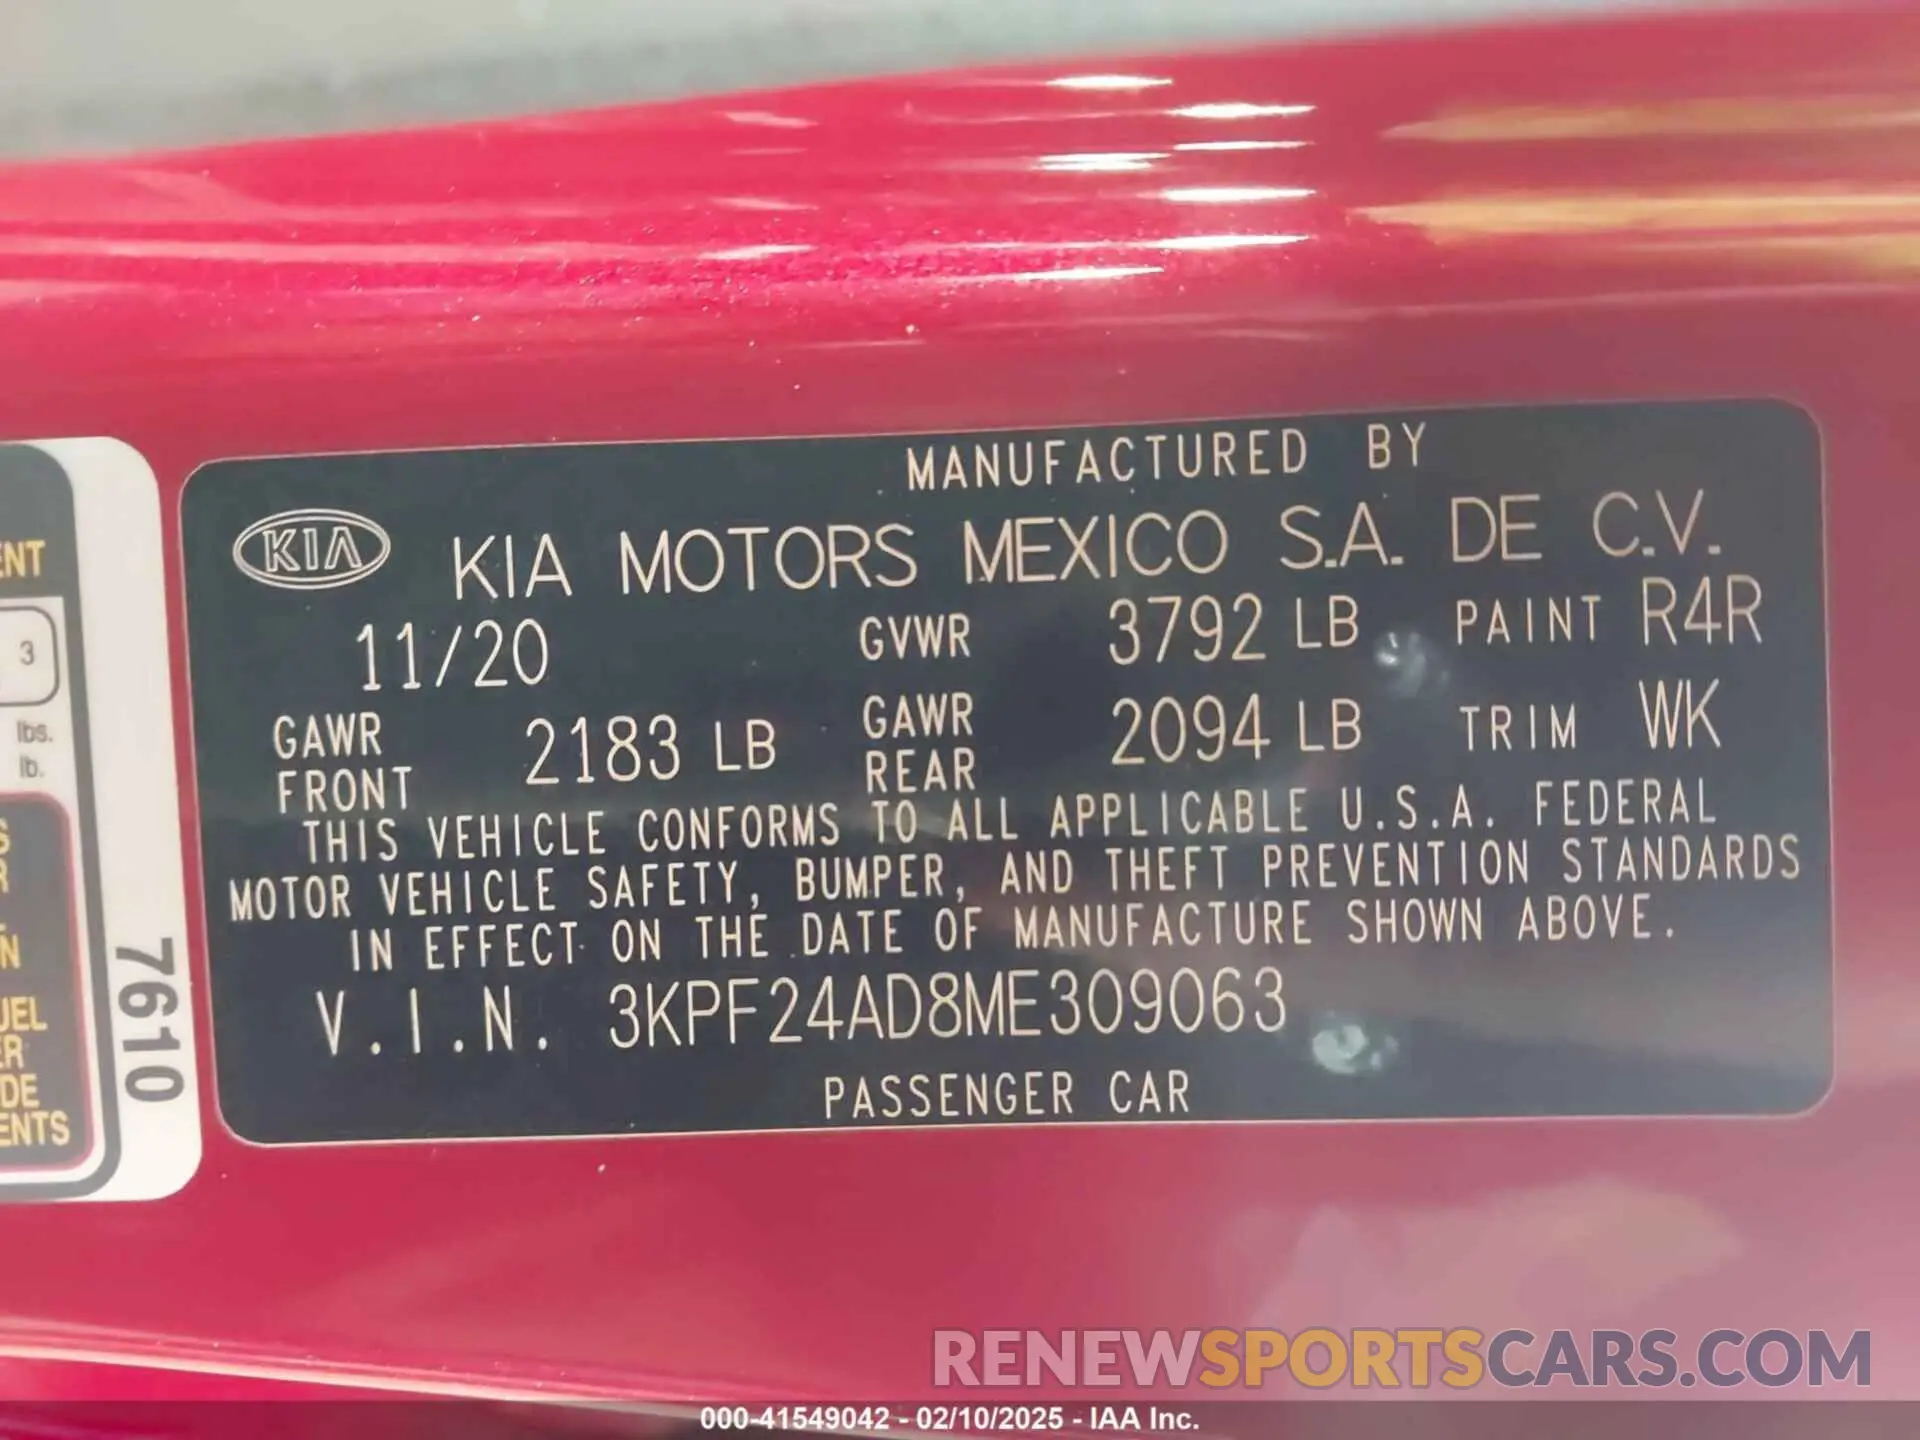 MANUFACTURED BY
KIA KIA MOTORS MEXICO S.A. DE C.V.
11/20 GVWR 3792 LB PAINT R4R
GAWR FRONT 2183 LB GAWR REAR 2094 LB TRIM WK
THIS VEHICLE CONFORMS TO ALL APPLICABLE U.S.A. FEDERAL
MOTOR VEHICLE SAFETY, BUMPER, AND THEFT PREVENTION STANDARDS
IN EFFECT ON THE DATE OF MANUFACTURE SHOWN ABOVE.
V.I.N. 3KPF24AD8ME309063
PASSENGER CAR
3
lbs.
lb.
7610
RENEWSPORTSCARS.COM
000-41549042 - 02/10/2025 - IAA Inc.